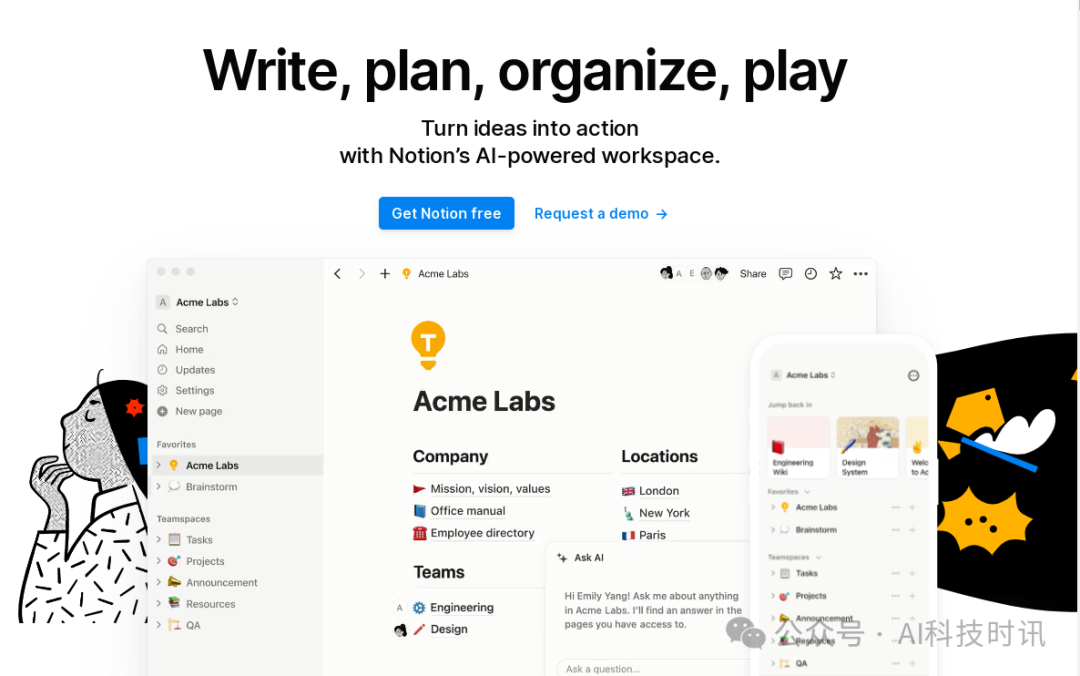 Write, plan, organize, play
Turn ideas into action
with Notion’s AI-powered workspace.
Get Notion free
Request a demo →
A Acme Labs
Search
Home
Updates
Settings
New page
Favorites
Acme Labs
Brainstorm
Teamspaces
Tasks
Projects
Announcement
Resources
QA
Acme Labs
A E
Share
T
Acme Labs
Company
Mission, vision, values
Office manual
Employee directory
Locations
London
New York
Paris
Teams
A Engineering
Design
Ask AI
Hi Emily Yang! Ask me about anything
in Acme Labs. I’ll find an answer in the
pages you have access to.
Ask a question...
A Acme Labs
Jump back in
Engineering
Wiki
Design
System
Welc
to Ac
Favorites
Acme Labs
Brainstorm
Teamspaces
Tasks
Projects
Announcement
Resources
QA
公众号 · AI科技时讯